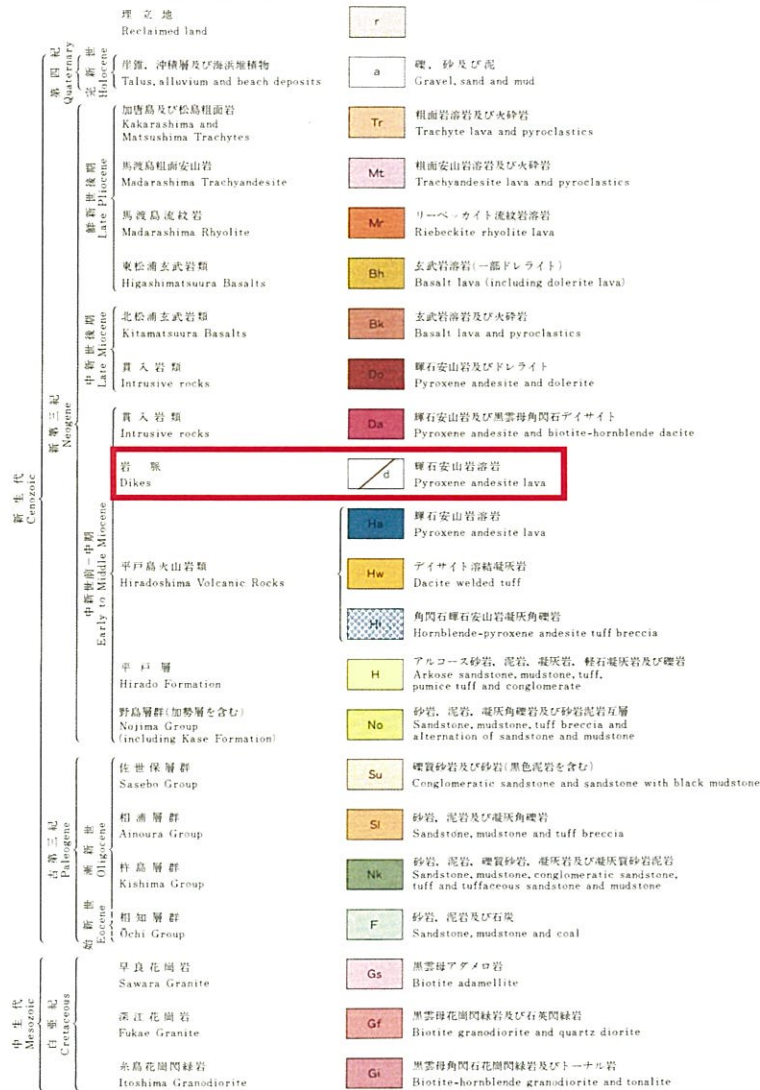 埋立地
Reclaimed land
r
新生代
Cenozoic
第四紀
Quaternary
完新世
Holocene
崖錐，沖積層及び海浜堆積物
Talus, alluvium and beach deposits
a
礫，砂及び泥
Gravel, sand and mud
新第三紀
Neogene
鮮新世後期
Late Pliocene
加唐島及び松島粗面岩
Kakarashima and
Matsushima Trachytes
Tr
粗面岩溶岩及び火砕岩
Trachyte lava and pyroclastics
馬渡島粗面安山岩
Madarashima Trachyandesite
Mt
粗面安山岩溶岩及び火砕岩
Trachyandesite lava and pyroclastics
馬渡島流紋岩
Madarashima Rhyolite
Mr
リーベッカイト流紋岩溶岩
Riebeckite rhyolite lava
東松浦玄武岩類
Higashimatsuura Basalts
Bh
玄武岩溶岩(一部ドレライト)
Basalt lava (including dolerite lava)
中新世後期
Late Miocene
北松浦玄武岩類
Kitamatsuura Basalts
Bk
玄武岩溶岩及び火砕岩
Basalt lava and pyroclastics
貫入岩類
Intrusive rocks
Do
輝石安山岩及びドレライト
Pyroxene andesite and dolerite
中新世前－中期
Early to Middle Miocene
貫入岩類
Intrusive rocks
Da
輝石安山岩及び黒雲母角閃石デイサイト
Pyroxene andesite and biotite-hornblende dacite
岩脈
Dikes
d
輝石安山岩溶岩
Pyroxene andesite lava
平戸島火山岩類
Hiradoshima Volcanic Rocks
Ha
輝石安山岩溶岩
Pyroxene andesite lava
Hw
デイサイト溶結凝灰岩
Dacite welded tuff
Hi
角閃石輝石安山岩凝灰角礫岩
Hornblende-pyroxene andesite tuff breccia
平戸層
Hirado Formation
H
アルコース砂岩，泥岩，凝灰岩，軽石凝灰岩及び礫岩
Arkose sandstone, mudstone, tuff,
pumice tuff and conglomerate
野島層群(加勢層を含む)
Nojima Group
(including Kase Formation)
No
砂岩，泥岩，凝灰角礫岩及び砂岩泥岩互層
Sandstone, mudstone, tuff breccia and
alternation of sandstone and mudstone
古第三紀
Paleogene
漸新世
Oligocene
佐世保層群
Sasebo Group
Su
礫質砂岩及び砂岩(黒色泥岩を含む)
Conglomeratic sandstone and sandstone with black mudstone
相浦層群
Ainoura Group
Sl
砂岩，泥岩及び凝灰角礫岩
Sandstone, mudstone and tuff breccia
杵島層群
Kishima Group
Nk
砂岩，泥岩，礫質砂岩，凝灰岩及び凝灰質砂岩泥岩
Sandstone, mudstone, conglomeratic sandstone,
tuff and tuffaceous sandstone and mudstone
始新世
Eocene
相知層群
Ōchi Group
F
砂岩，泥岩及び石炭
Sandstone, mudstone and coal
中生代
Mesozoic
白亜紀
Cretaceous
早良花崗岩
Sawara Granite
Gs
黒雲母アダメロ岩
Biotite adamellite
深江花崗岩
Fukae Granite
Gf
黒雲母花崗閃緑岩及び石英閃緑岩
Biotite granodiorite and quartz diorite
糸島花崗閃緑岩
Itoshima Granodiorite
Gi
黒雲母角閃石花崗閃緑岩及びトーナル岩
Biotite-hornblende granodiorite and tonalite